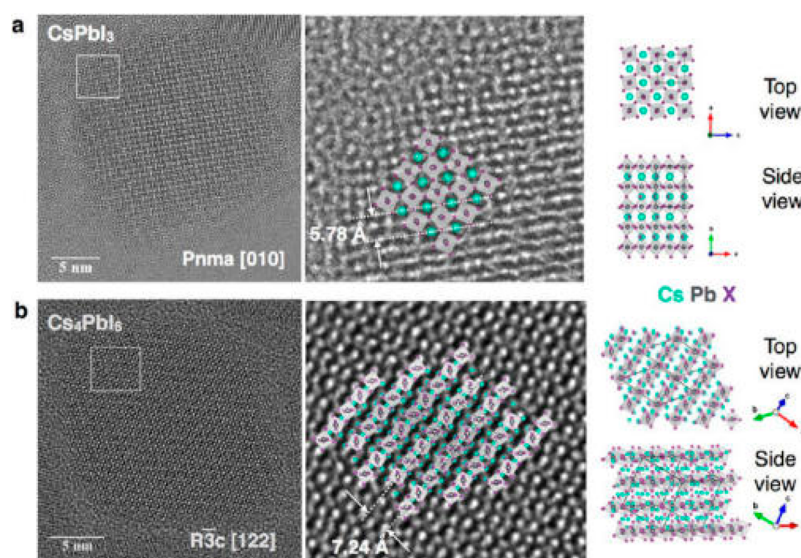 a
CsPbI₃
5 nm
Pnma [010]
5.78 Å
Top
view
a
c
Side
view
b
a
Cs Pb X
b
Cs₄PbI₆
5 nm
R3̅c [122]
7.24 Å
Top
view
b
c
Side
view
b
c